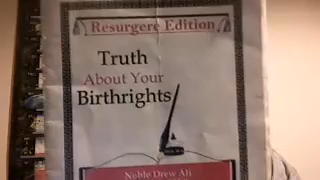 Resurgere Edition
Truth
About Your
Birthrights
Noble Drew Ali